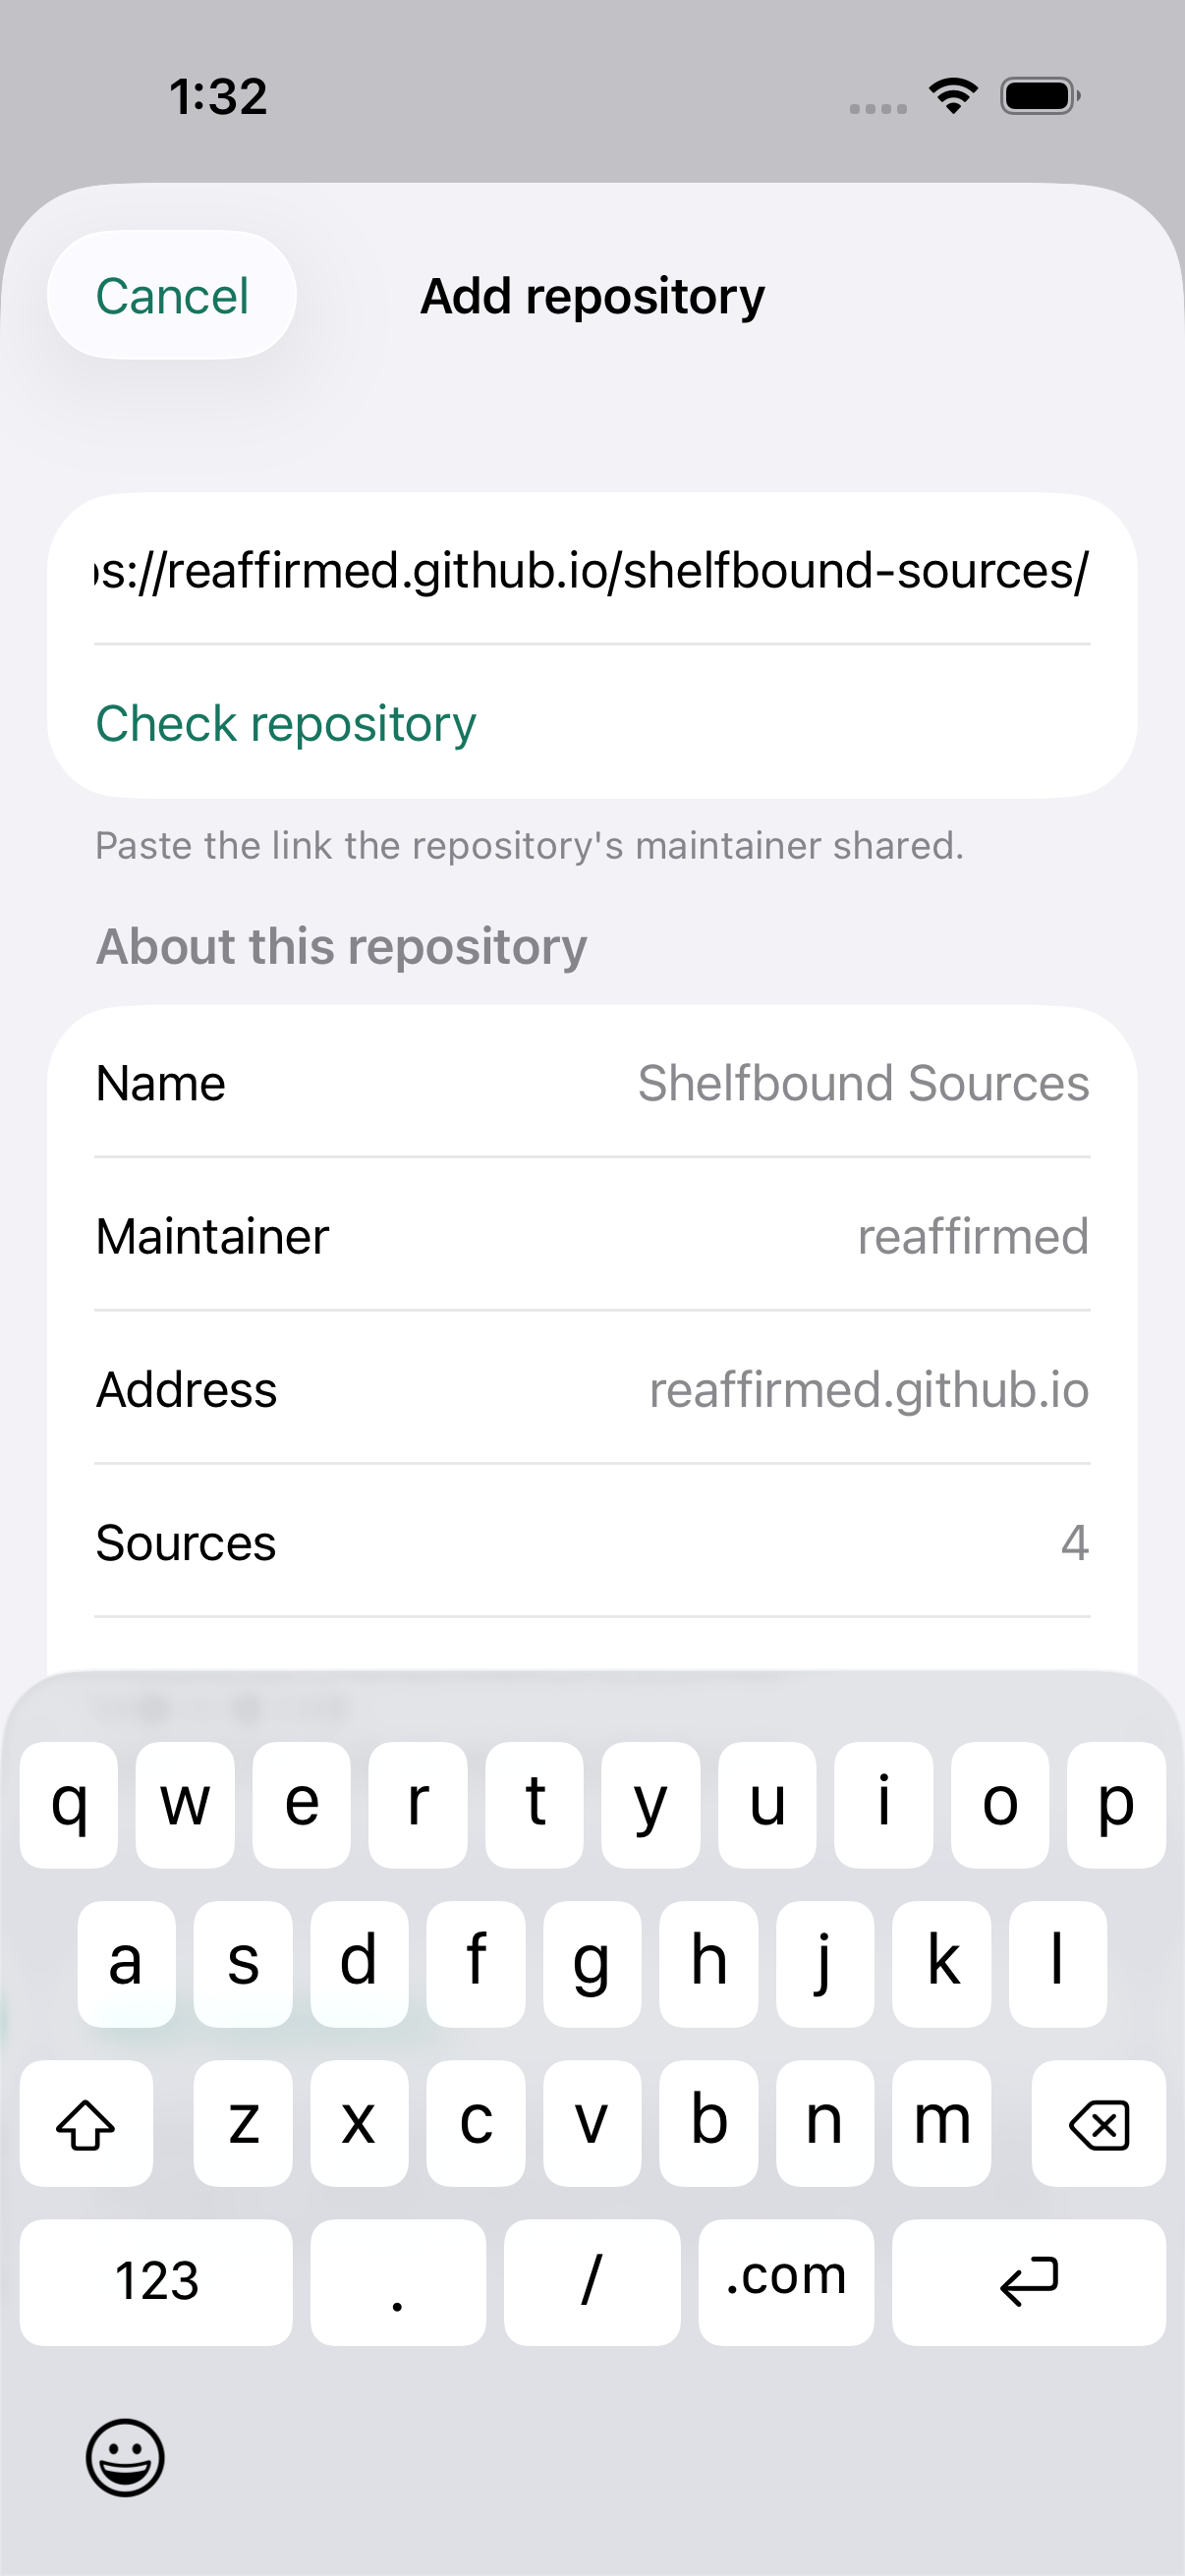 1:32
Cancel
Add repository
s://reaffirmed.github.io/shelfbound-sources/
Check repository
Paste the link the repository's maintainer shared.
About this repository
Name Shelfbound Sources
Maintainer reaffirmed
Address reaffirmed.github.io
Sources 4
q w e r t y u i o p
a s d f g h j k l
z x c v b n m
123 . / .com